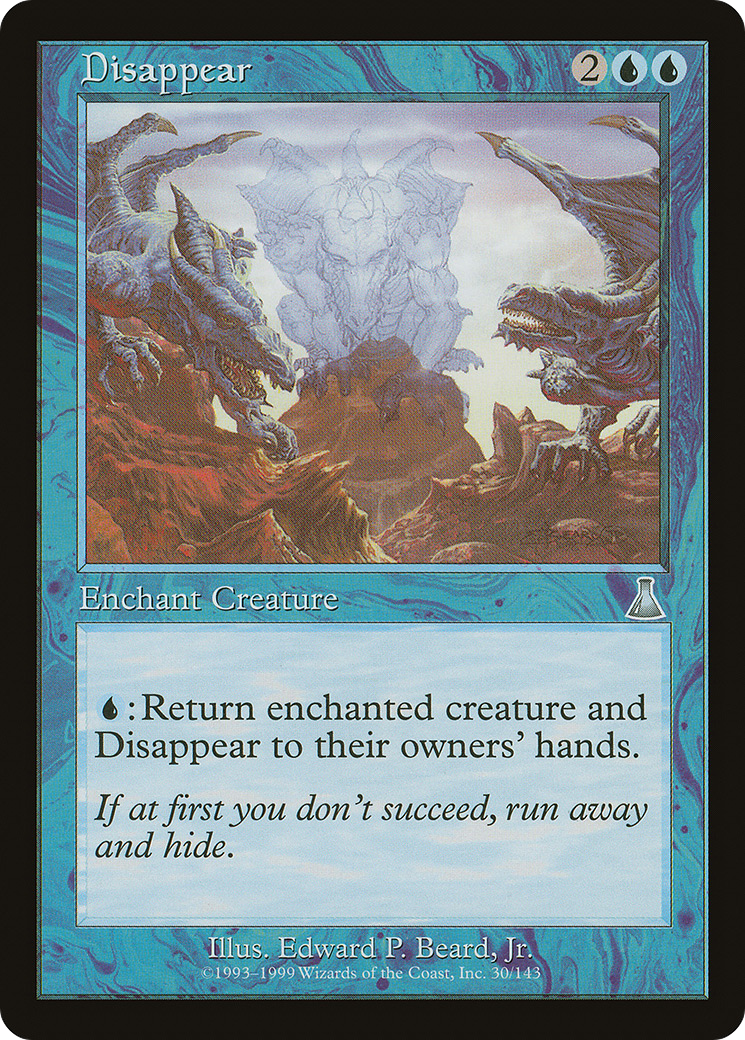 Disappear 2
Enchant Creature
:Return enchanted creature and
Disappear to their owners’ hands.
If at first you don’t succeed, run away
and hide.
Illus. Edward P. Beard, Jr.
©1993–1999 Wizards of the Coast, Inc. 30/143